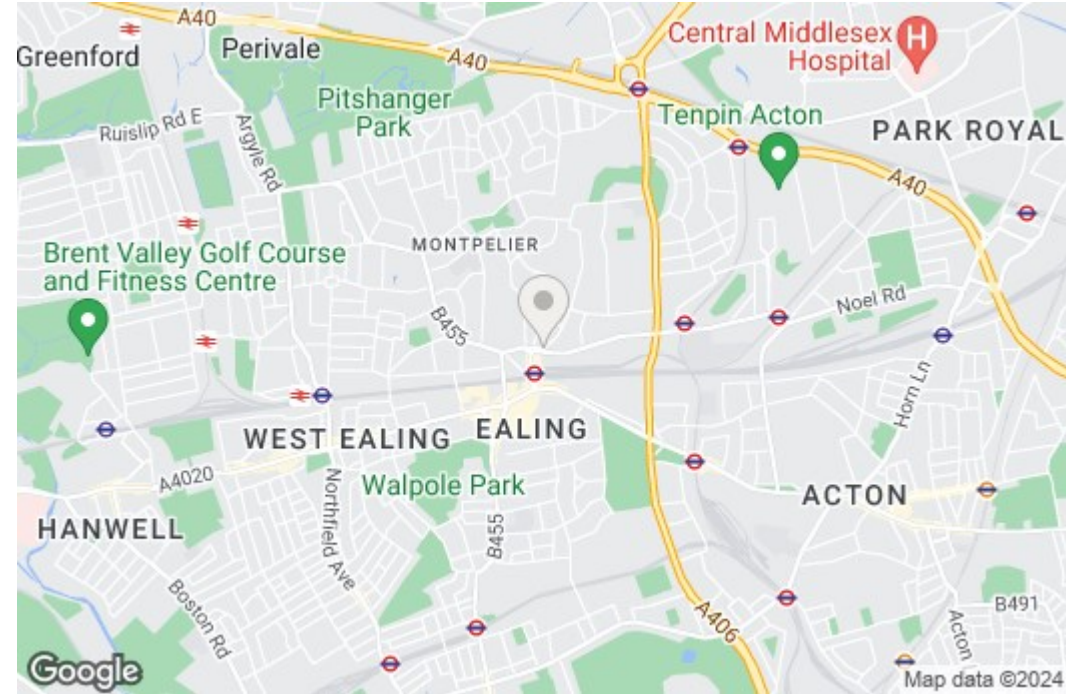 A40
Greenford
Perivale
A40
Central Middlesex
Hospital
H
Pitshanger
Park
Tenpin Acton
Ruislip Rd E
Argyle Rd
PARK ROYAL
A40
MONTPELIER
Brent Valley Golf Course
and Fitness Centre
Noel Rd
B455
Horn Ln
WEST EALING
EALING
A4020
Walpole Park
ACTON
Northfield Ave
HANWELL
B455
Boston Rd
A406
B491
Acton
Google
Map data ©2024